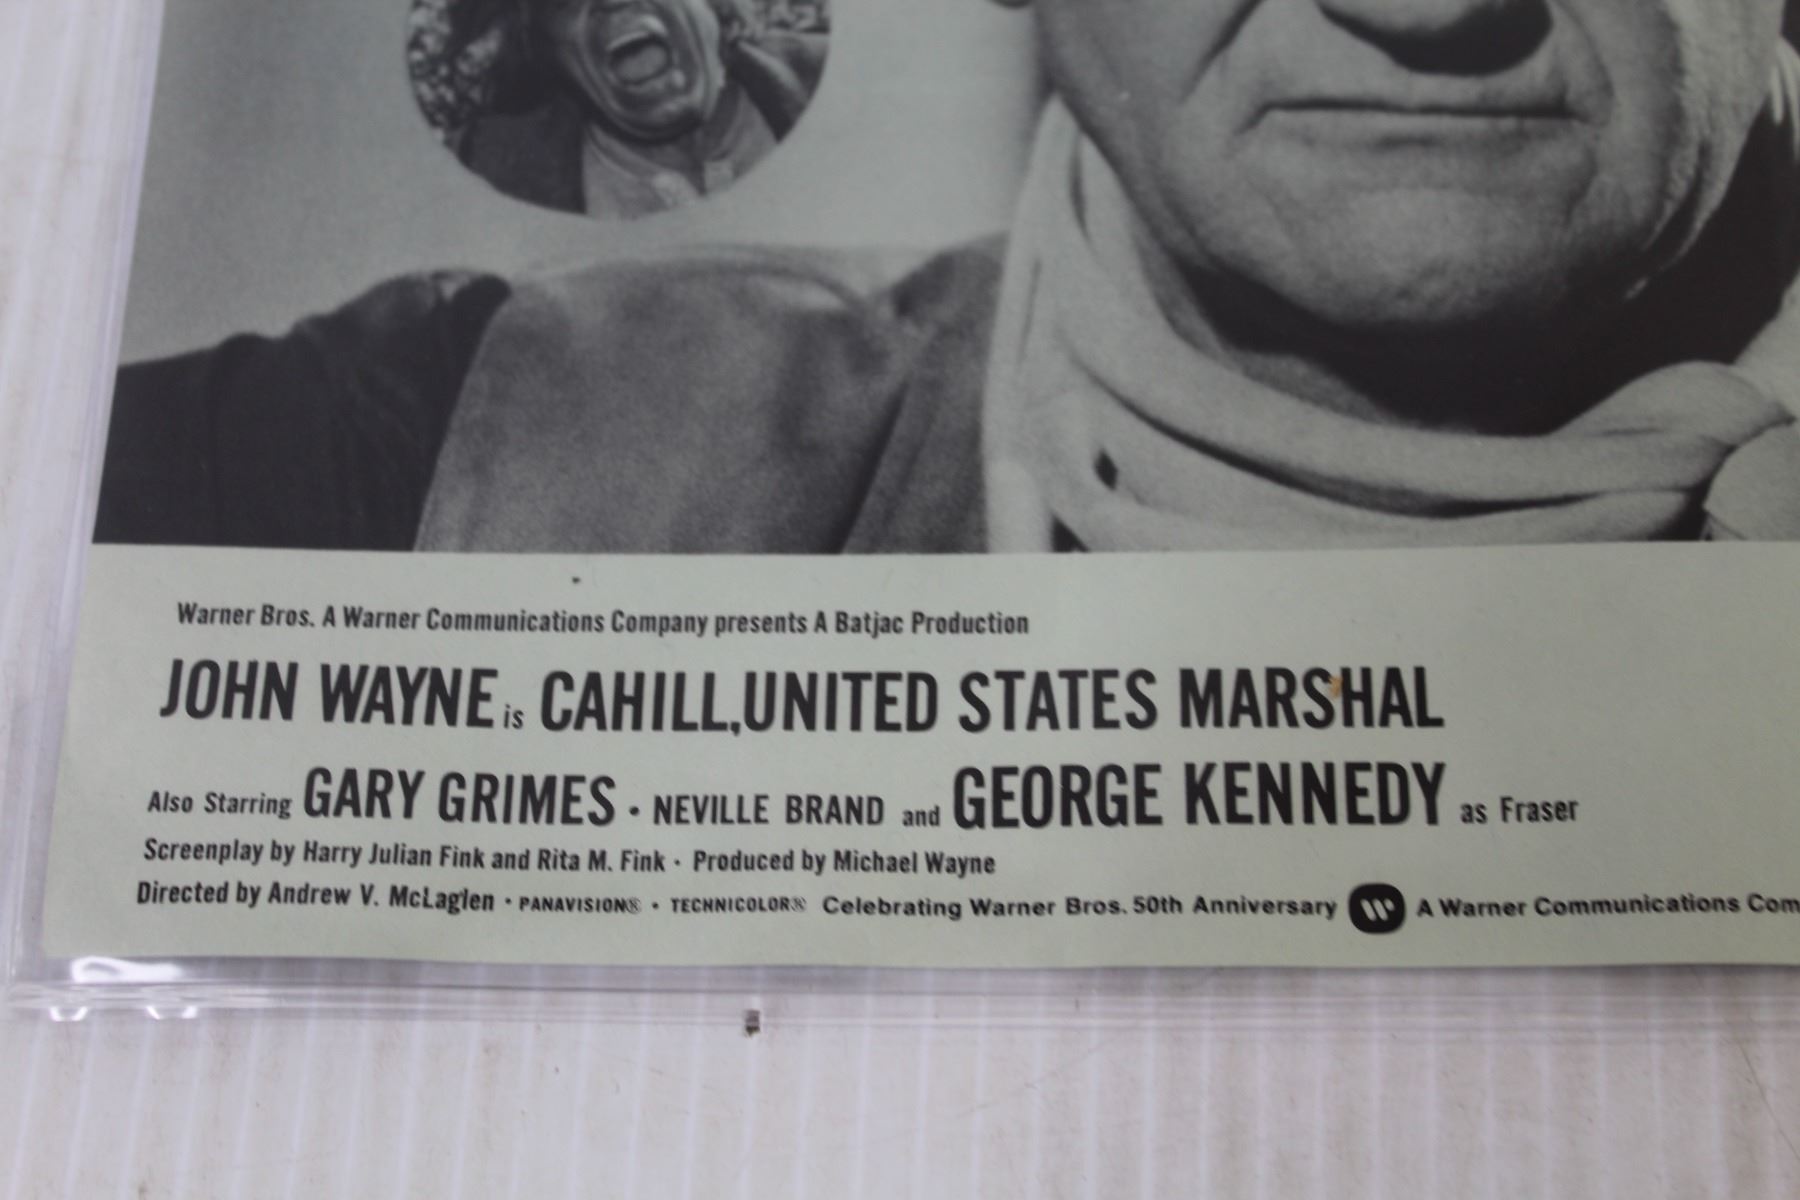 Warner Bros. A Warner Communications Company presents A Batjac Production
JOHN WAYNE is CAHILL,UNITED STATES MARSHAL
Also Starring GARY GRIMES • NEVILLE BRAND and GEORGE KENNEDY as Fraser
Screenplay by Harry Julian Fink and Rita M. Fink • Produced by Michael Wayne
Directed by Andrew V. McLaglen • PANAVISION® • TECHNICOLOR® Celebrating Warner Bros. 50th Anniversary W A Warner Communications Com